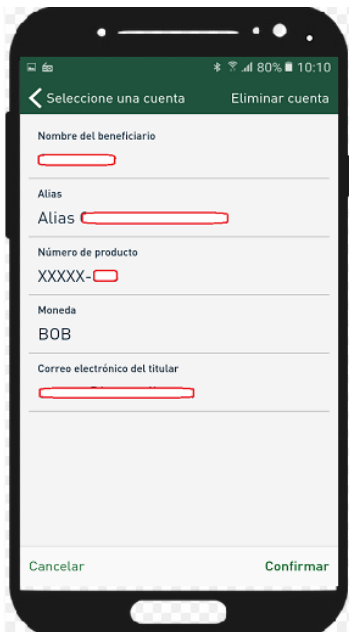 80% 10:10
Seleccione una cuenta Eliminar cuenta
Nombre del beneficiario
Alias
Alias
Número de producto
XXXXX-
Moneda
BOB
Correo electrónico del titular
Cancelar Confirmar